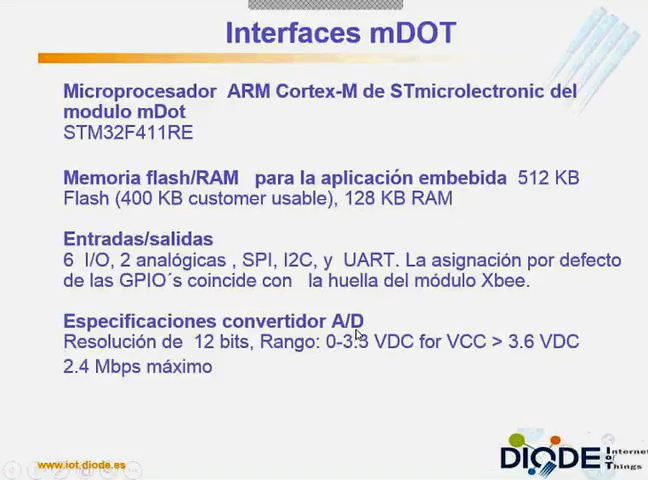 Interfaces mDOT
Microprocesador ARM Cortex-M de STmicrolectronic del
modulo mDot
STM32F411RE
Memoria flash/RAM para la aplicación embebida 512 KB
Flash (400 KB customer usable), 128 KB RAM
Entradas/salidas
6 I/O, 2 analógicas , SPI, I2C, y UART. La asignación por defecto
de las GPIO´s coincide con la huella del módulo Xbee.
Especificaciones convertidor A/D
Resolución de 12 bits, Rango: 0-3.3 VDC for VCC > 3.6 VDC
2.4 Mbps máximo
www.iot.diode.es
DIODE
Internet
of
Things